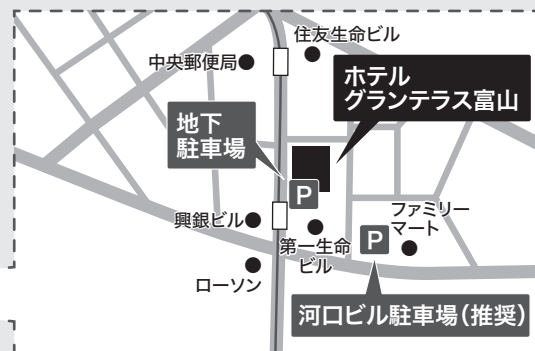 住友生命ビル
中央郵便局
ホテル
グランテラス富山
地下
駐車場
P
興銀ビル
第一生命
ビル
P
ファミリー
マート
ローソン
河口ビル駐車場(推奨)